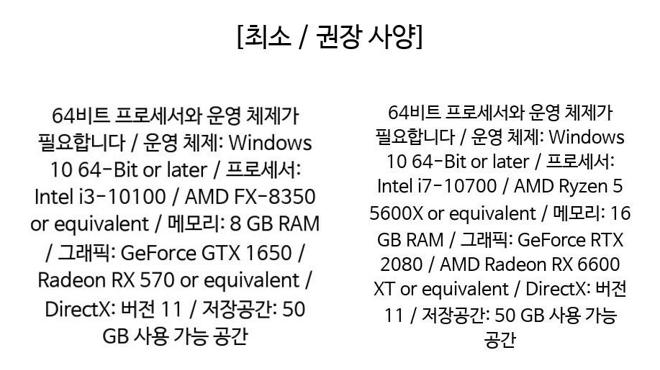 [최소 / 권장 사양]
64비트 프로세서와 운영 체제가
필요합니다 / 운영 체제: Windows
10 64-Bit or later / 프로세서:
Intel i3-10100 / AMD FX-8350
or equivalent / 메모리: 8 GB RAM
/ 그래픽: GeForce GTX 1650 /
Radeon RX 570 or equivalent /
DirectX: 버전 11 / 저장공간: 50
GB 사용 가능 공간
64비트 프로세서와 운영 체제가
필요합니다 / 운영 체제: Windows
10 64-Bit or later / 프로세서:
Intel i7-10700 / AMD Ryzen 5
5600X or equivalent / 메모리: 16
GB RAM / 그래픽: GeForce RTX
2080 / AMD Radeon RX 6600
XT or equivalent / DirectX: 버전
11 / 저장공간: 50 GB 사용 가능
공간